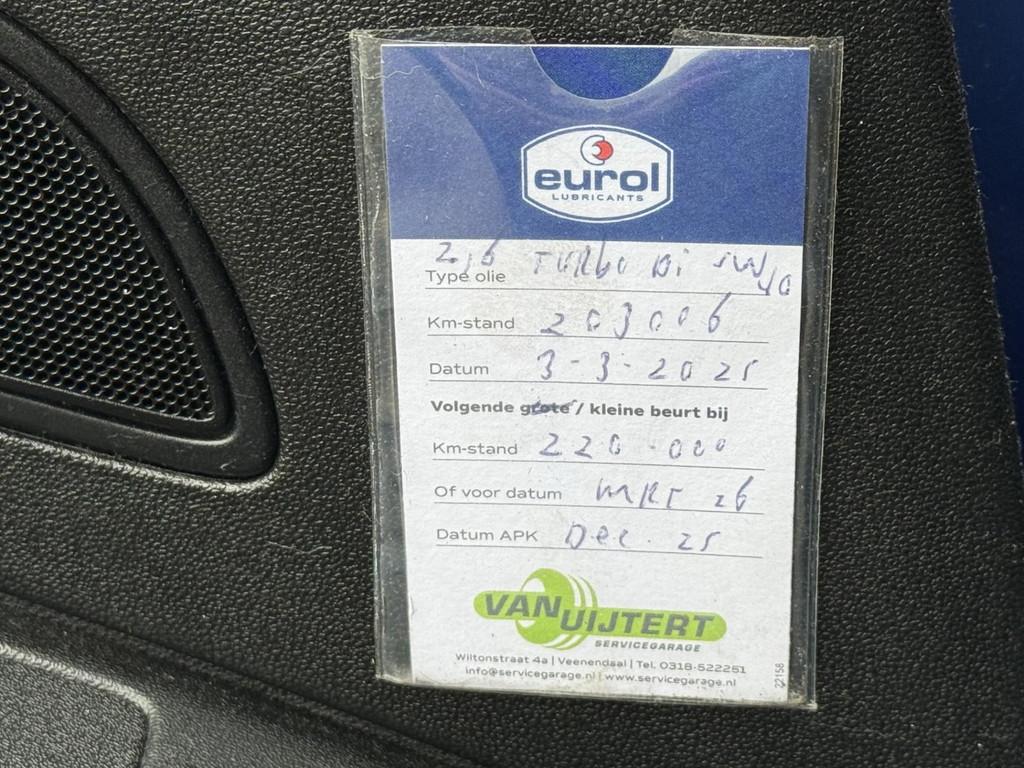 eurol
LUBRICANTS
Type olie 2,6 Turbo Di 5W40
Km-stand 203006
Datum 3-3-2025
Volgende grote / kleine beurt bij
Km-stand 220-000
Of voor datum MRT 26
Datum APK Dec. 25
VAN UIJTERT
SERVICEGARAGE
Wiltonstraat 4a | Veenendaal | Tel. 0318-522251
info@servicegarage.nl | www.servicegarage.nl
22158